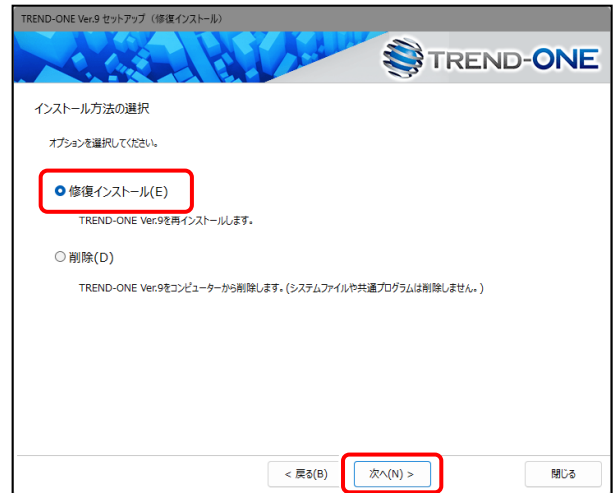 TREND-ONE Ver.9 セットアップ（修復インストール）
TREND-ONE
インストール方法の選択
オプションを選択してください。
修復インストール(E)
TREND-ONE Ver.9を再インストールします。
削除(D)
TREND-ONE Ver.9をコンピューターから削除します。(システムファイルや共通プログラムは削除しません。)
< 戻る(B) 次へ(N) > 閉じる